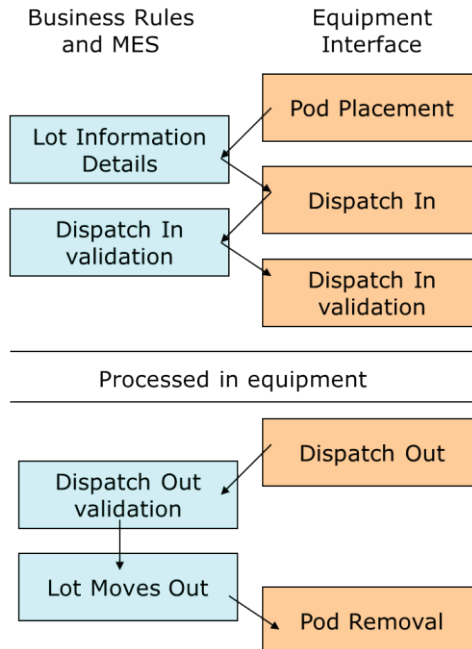 Business Rules
and MES
Equipment
Interface
Pod Placement
Lot Information
Details
Dispatch In
Dispatch In
validation
Dispatch In
validation
Processed in equipment
Dispatch Out
Dispatch Out
validation
Lot Moves Out
Pod Removal